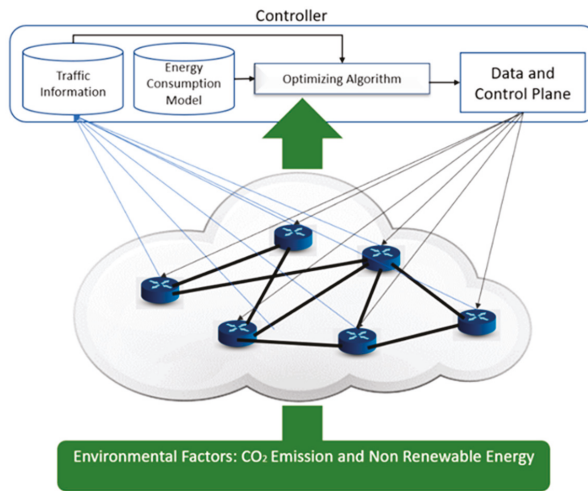 Controller
Traffic
Information
Energy
Consumption
Model
Optimizing Algorithm
Data and
Control Plane
Environmental Factors: CO₂ Emission and Non Renewable Energy